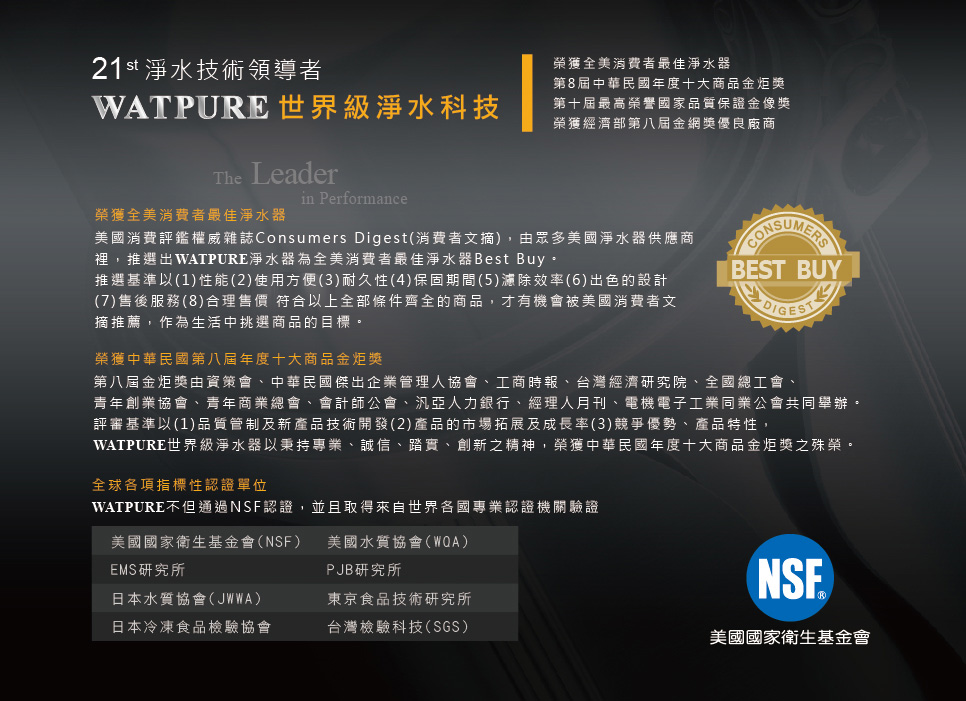 21st 淨水技術領導者
WATPURE 世界級淨水科技
榮獲全美消費者最佳淨水器
第8屆中華民國年度十大商品金炬獎
第十屆最高榮譽國家品質保證金像獎
榮獲經濟部第八屆金網獎優良廠商
The Leader
in Performance
榮獲全美消費者最佳淨水器
美國消費評鑑權威雜誌Consumers Digest(消費者文摘)，由眾多美國淨水器供應商
裡，推選出WATPURE淨水器為全美消費者最佳淨水器Best Buy。
推選基準以(1)性能(2)使用方便(3)耐久性(4)保固期間(5)濾除效率(6)出色的設計
(7)售後服務(8)合理售價 符合以上全部條件齊全的商品，才有機會被美國消費者文
摘推薦，作為生活中挑選商品的目標。
CONSUMERS
BEST BUY
DIGEST
榮獲中華民國第八屆年度十大商品金炬獎
第八屆金炬獎由資策會、中華民國傑出企業管理人協會、工商時報、台灣經濟研究院、全國總工會、
青年創業協會、青年商業總會、會計師公會、汎亞人力銀行、經理人月刊、電機電子工業同業公會共同舉辦。
評審基準以(1)品質管制及新產品技術開發(2)產品的市場拓展及成長率(3)競爭優勢、產品特性，
WATPURE世界級淨水器以秉持專業、誠信、踏實、創新之精神，榮獲中華民國年度十大商品金炬獎之殊榮。
全球各項指標性認證單位
WATPURE不但通過NSF認證，並且取得來自世界各國專業認證機關驗證
美國國家衛生基金會(NSF) 美國水質協會(WQA)
EMS研究所 PJB研究所
日本水質協會(JWWA) 東京食品技術研究所
日本冷凍食品檢驗協會 台灣檢驗科技(SGS)
NSF®
美國國家衛生基金會